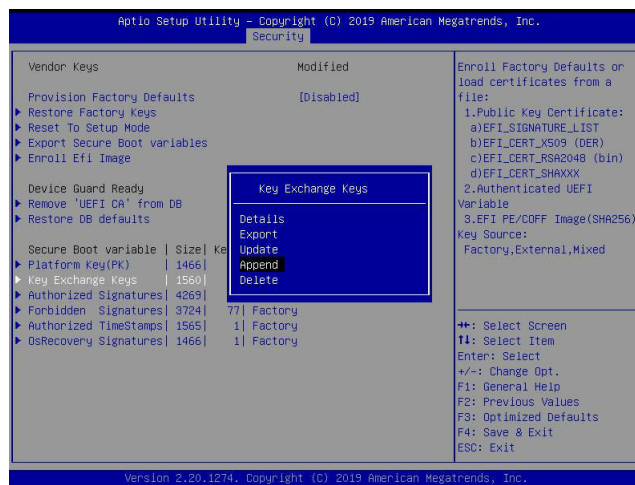 Aptio Setup Utility – Copyright (C) 2019 American Megatrends, Inc.
Security
Vendor Keys Modified
Provision Factory Defaults [Disabled]
Restore Factory Keys
Reset To Setup Mode
Export Secure Boot variables
Enroll Efi Image
Device Guard Ready
Remove 'UEFI CA' from DB
Restore DB defaults
Secure Boot variable | Size| Ke
Platform Key(PK) | 1466|
Key Exchange Keys | 1560|
Authorized Signatures| 4269|
Forbidden Signatures| 3724| 77| Factory
Authorized TimeStamps| 1565| 1| Factory
OsRecovery Signatures| 1466| 1| Factory
Key Exchange Keys
Details
Export
Update
Append
Delete
Enroll Factory Defaults or
load certificates from a
file:
1.Public Key Certificate:
a)EFI_SIGNATURE_LIST
b)EFI_CERT_X509 (DER)
c)EFI_CERT_RSA2048 (bin)
d)EFI_CERT_SHAXXX
2.Authenticated UEFI
Variable
3.EFI PE/COFF Image(SHA256)
Key Source:
Factory,External,Mixed
→←: Select Screen
↑↓: Select Item
Enter: Select
+/-: Change Opt.
F1: General Help
F2: Previous Values
F3: Optimized Defaults
F4: Save & Exit
ESC: Exit
Version 2.20.1274. Copyright (C) 2019 American Megatrends, Inc.